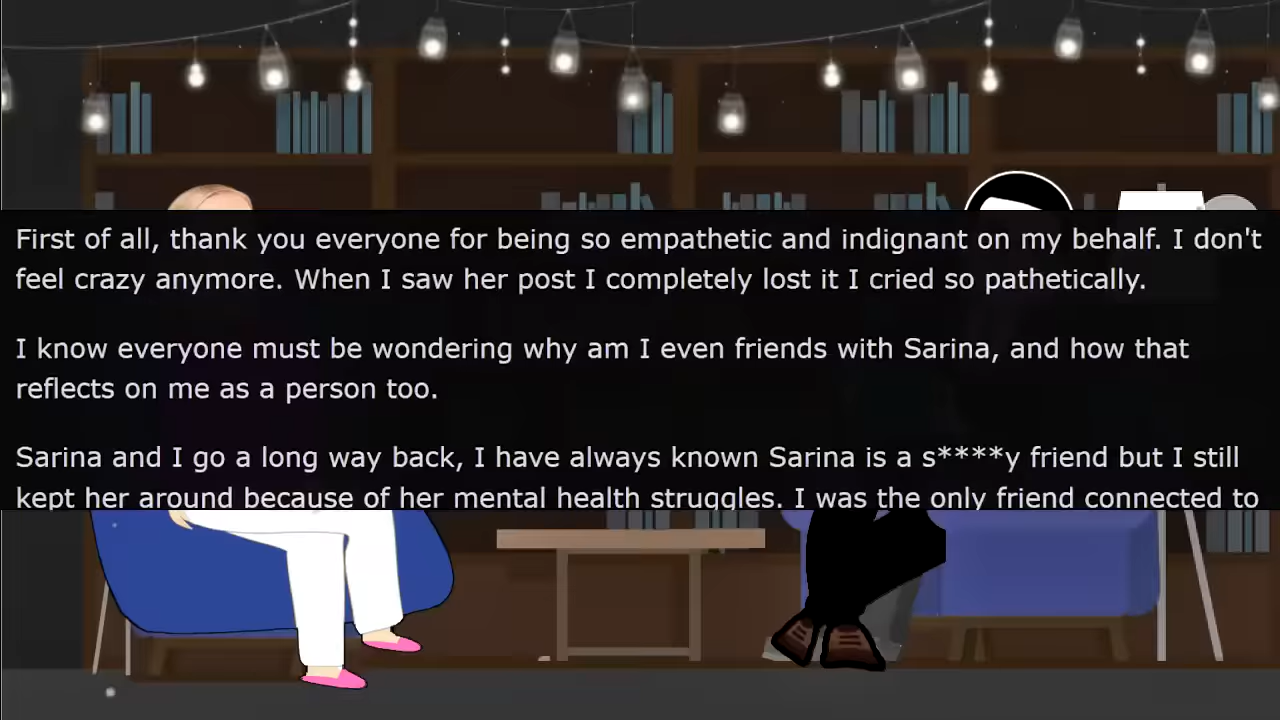 First of all, thank you everyone for being so empathetic and indignant on my behalf. I don't
feel crazy anymore. When I saw her post I completely lost it I cried so pathetically.
I know everyone must be wondering why am I even friends with Sarina, and how that
reflects on me as a person too.
Sarina and I go a long way back, I have always known Sarina is a s****y friend but I still
kept her around because of her mental health struggles. I was the only friend connected to